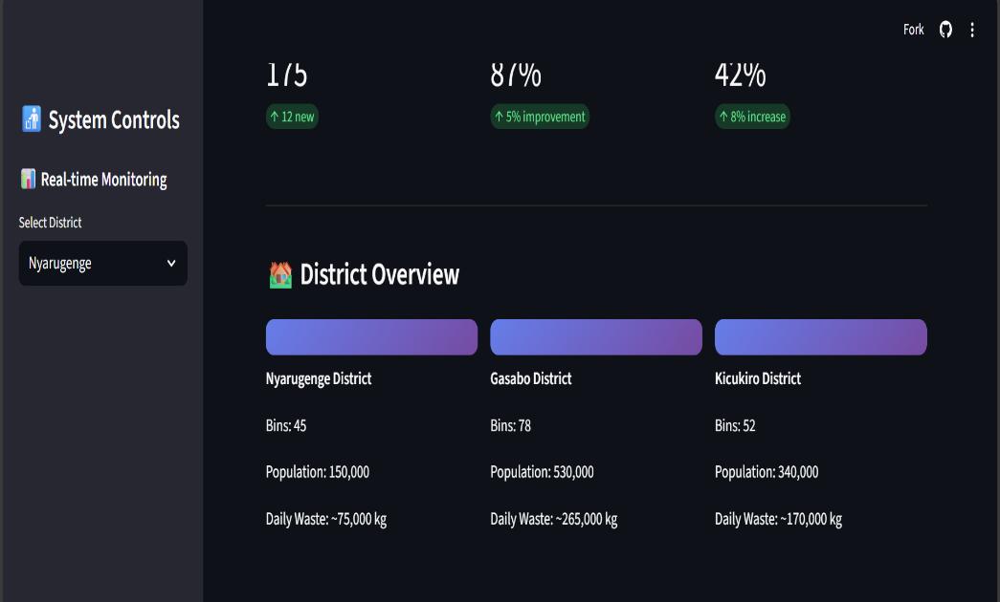 Fork
175
87%
42%
↑ 12 new
↑ 5% improvement
↑ 8% increase
System Controls
Real-time Monitoring
Select District
Nyarugenge
District Overview
Nyarugenge District
Bins: 45
Population: 150,000
Daily Waste: ~75,000 kg
Gasabo District
Bins: 78
Population: 530,000
Daily Waste: ~265,000 kg
Kicukiro District
Bins: 52
Population: 340,000
Daily Waste: ~170,000 kg